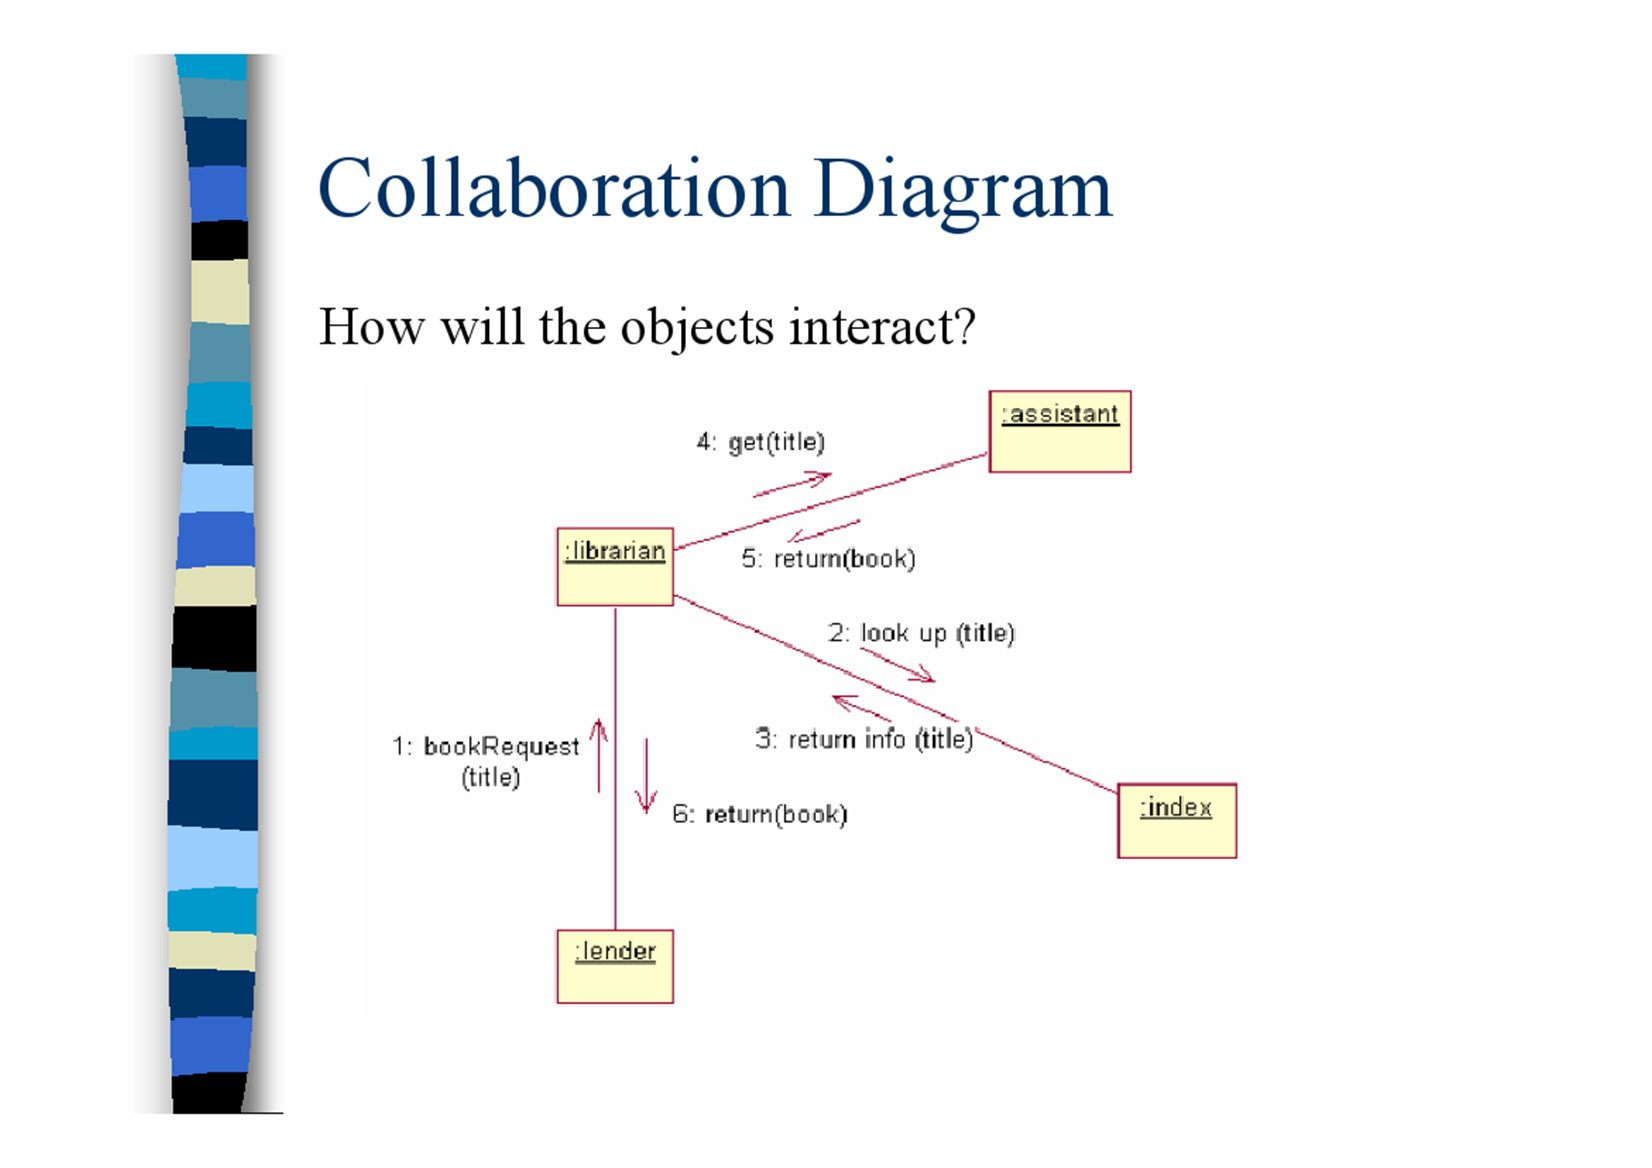 Collaboration Diagram
How will the objects interact?
:assistant
4: get(title)
:librarian
5: return(book)
2: look up (title)
1: bookRequest
(title)
3: return info (title)
6: return(book)
:index
:lender